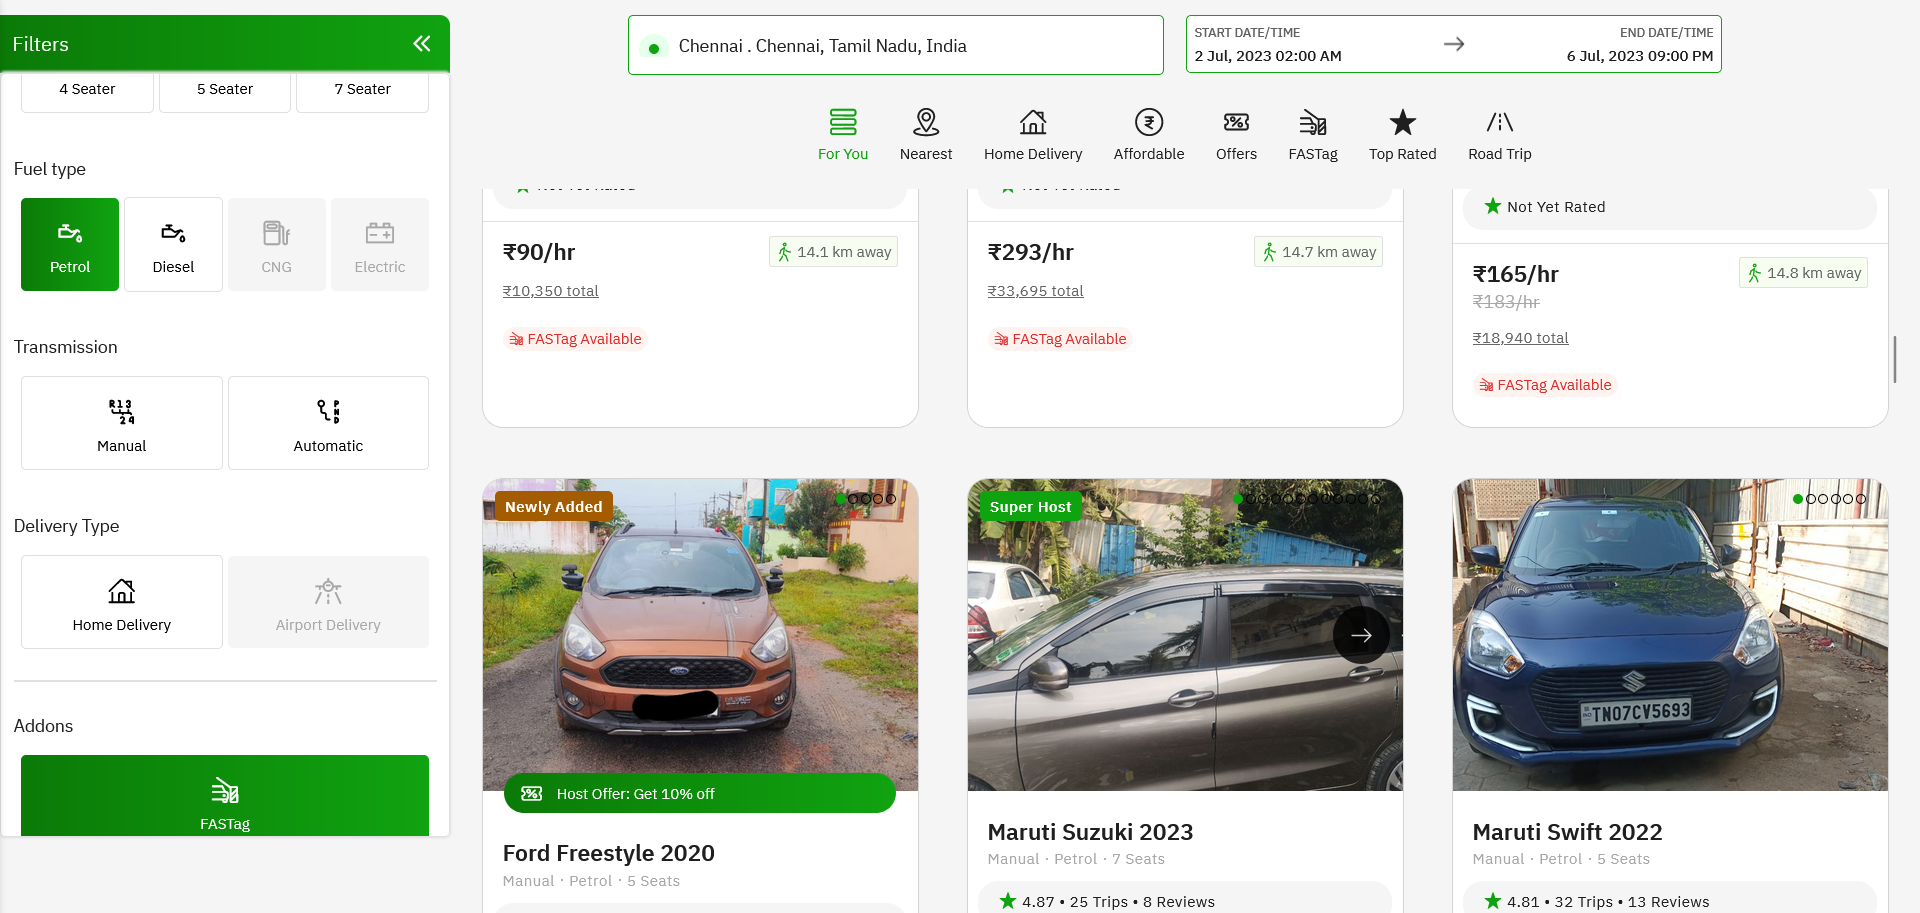 Filters
4 Seater
5 Seater
7 Seater
Fuel type
Petrol
Diesel
CNG
Electric
Transmission
Manual
Automatic
Delivery Type
Home Delivery
Airport Delivery
Addons
FASTag
Chennai . Chennai, Tamil Nadu, India
START DATE/TIME
2 Jul, 2023 02:00 AM
END DATE/TIME
6 Jul, 2023 09:00 PM
For You
Nearest
Home Delivery
Affordable
Offers
FASTag
Top Rated
Road Trip
Not Yet Rated
Not Yet Rated
Not Yet Rated
₹90/hr
14.1 km away
₹10,350 total
FASTag Available
₹293/hr
14.7 km away
₹33,695 total
FASTag Available
₹165/hr
14.8 km away
₹183/hr
₹18,940 total
FASTag Available
Newly Added
Host Offer: Get 10% off
Ford Freestyle 2020
Manual · Petrol · 5 Seats
Super Host
Maruti Suzuki 2023
Manual · Petrol · 7 Seats
4.87 • 25 Trips • 8 Reviews
TN07CV5693
Maruti Swift 2022
Manual · Petrol · 5 Seats
4.81 • 32 Trips • 13 Reviews